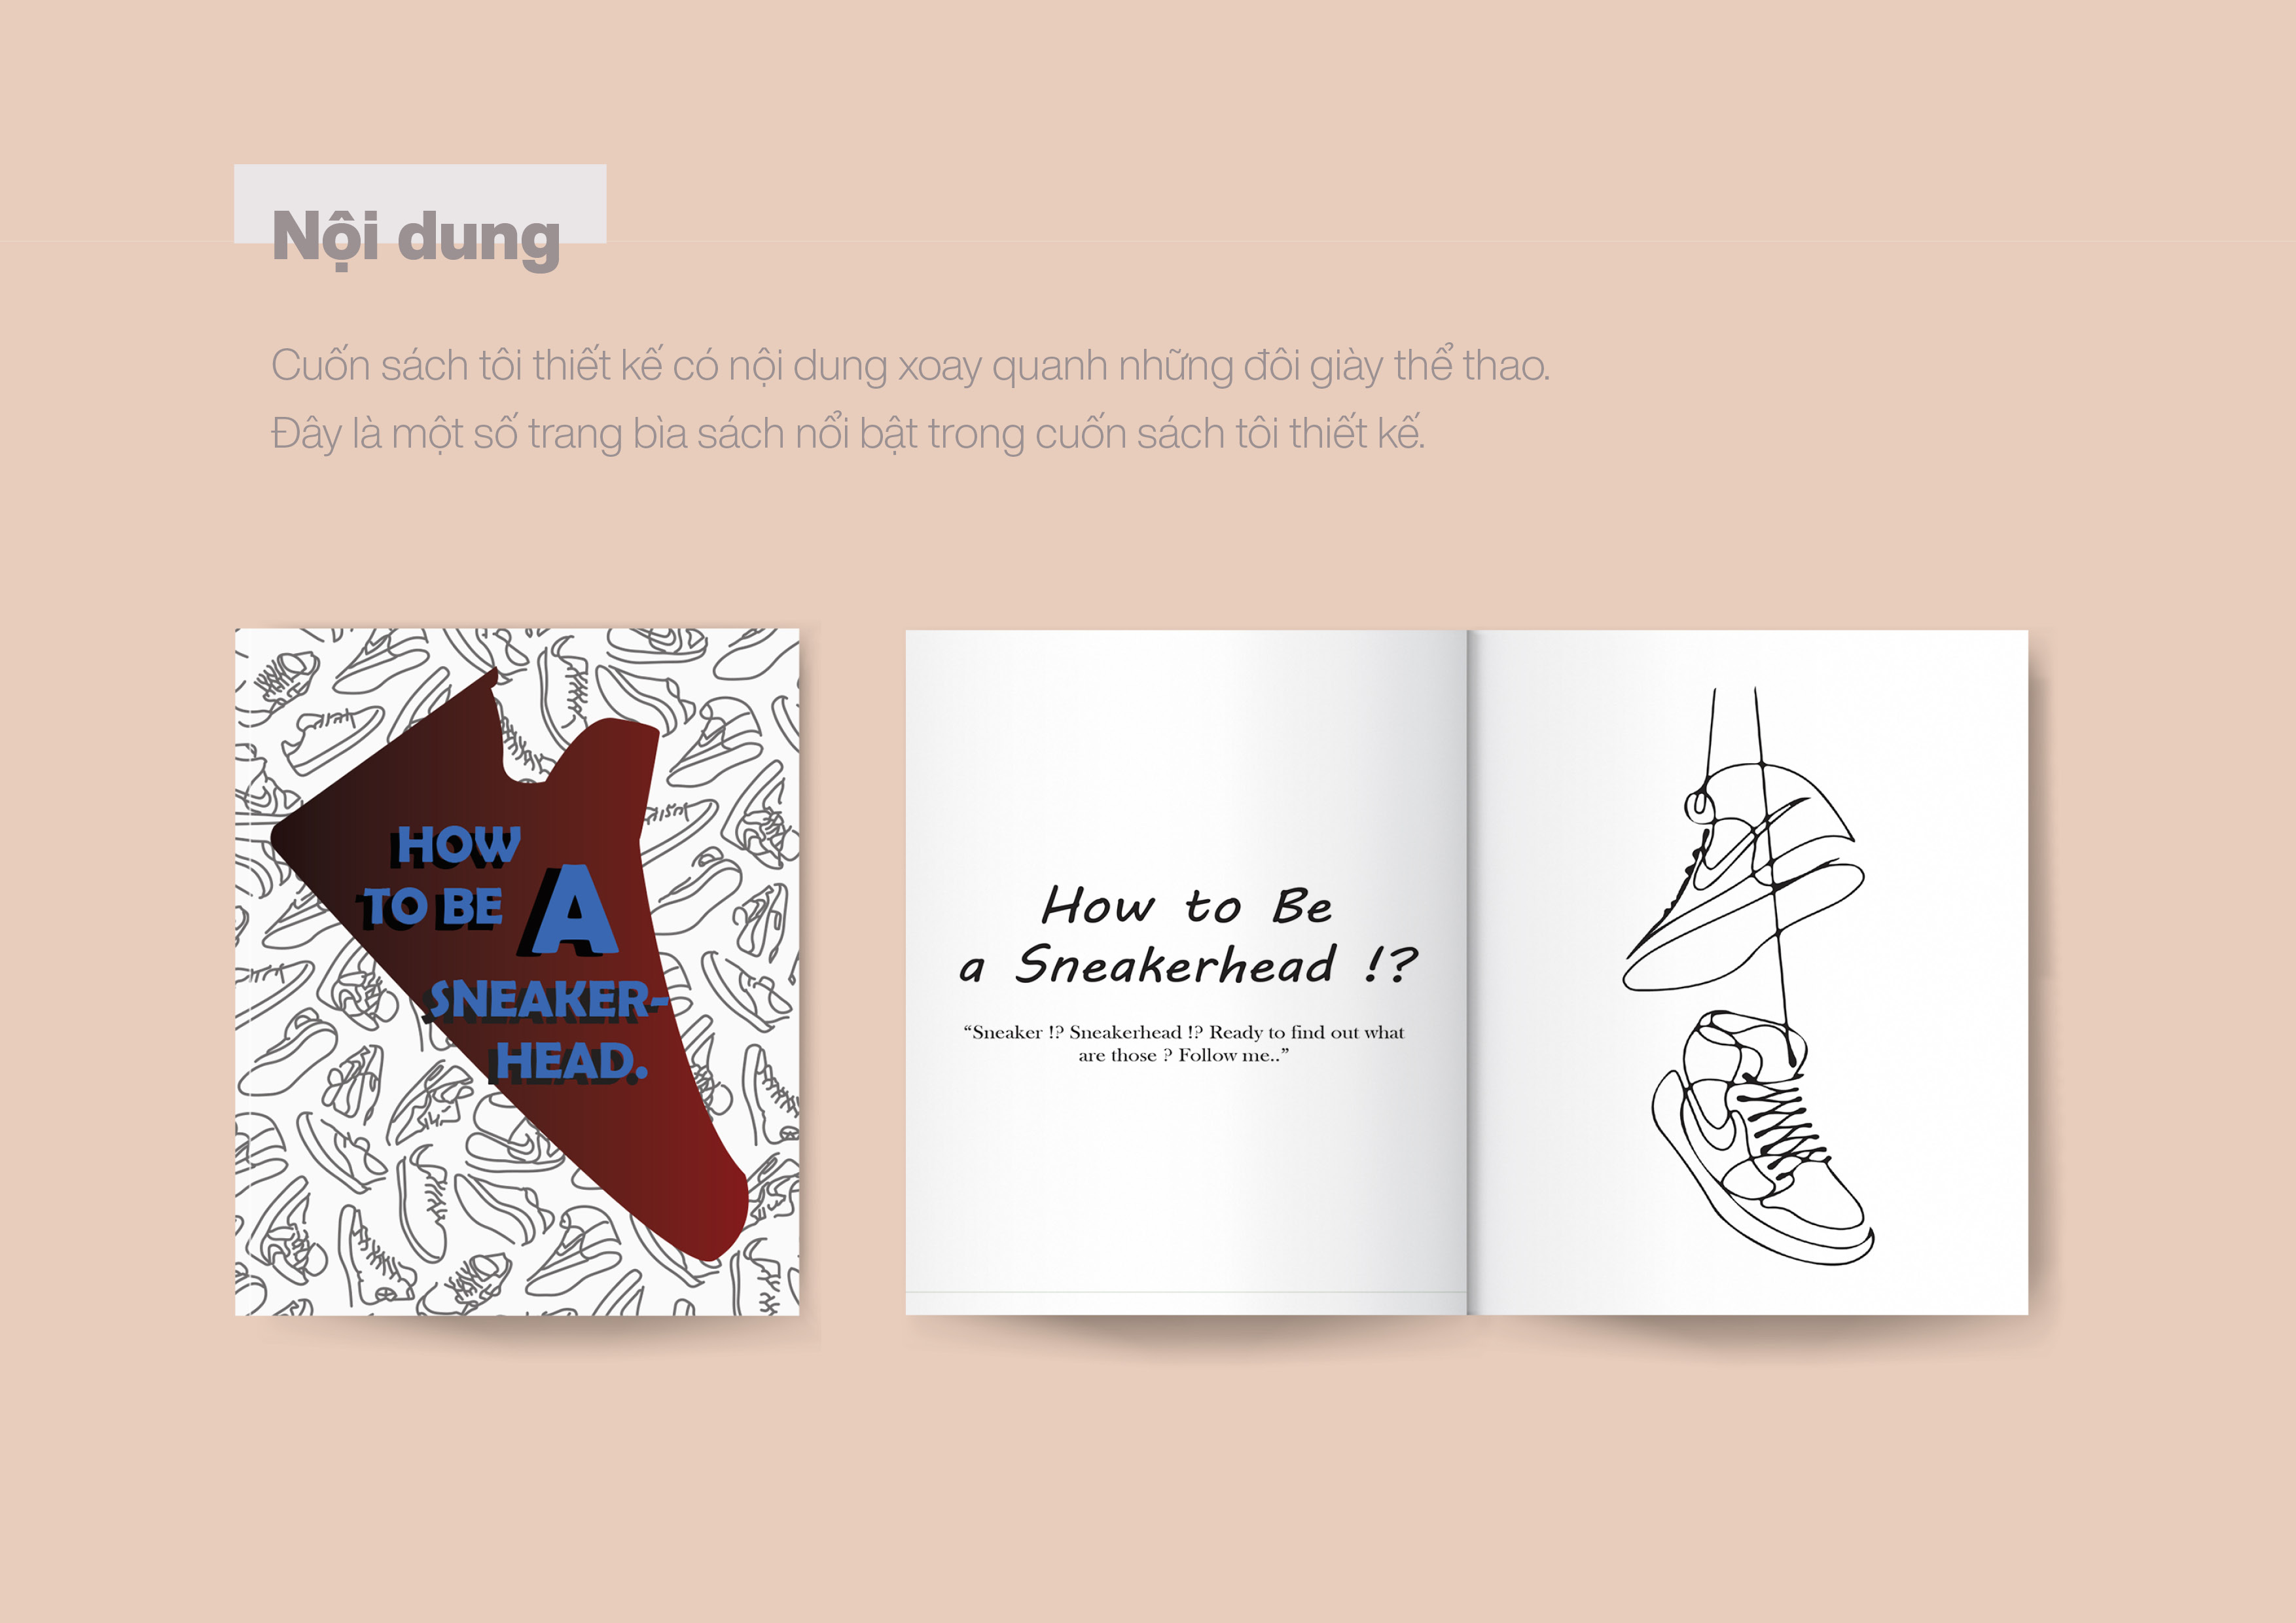 Nội dung
Cuốn sách tôi thiết kế có nội dung xoay quanh những đôi giày thể thao.
Đây là một số trang bìa sách nổi bật trong cuốn sách tôi thiết kế.
HOW
TO BE
A
SNEAKER-
HEAD.
How to Be
a Sneakerhead !?
“Sneaker !? Sneakerhead !? Ready to find out what
are those ? Follow me..”